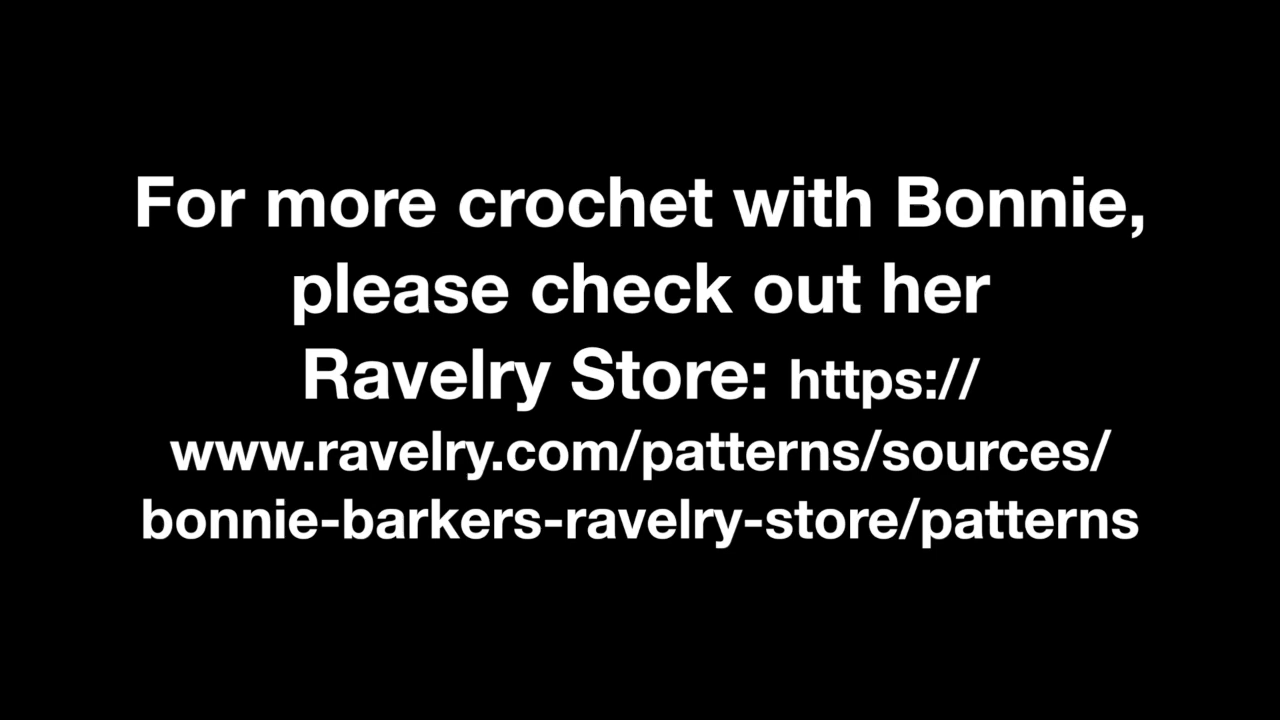 For more crochet with Bonnie,
please check out her
Ravelry Store: https://
www.ravelry.com/patterns/sources/
bonnie-barkers-ravelry-store/patterns